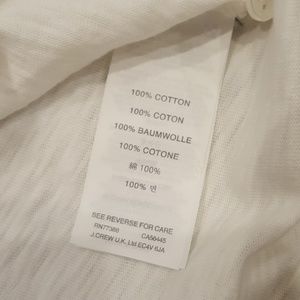 100% COTTON
100% COTON
100% BAUMWOLLE
100% COTONE
綿 100%
100% 면
SEE REVERSE FOR CARE
RN77388 CA56445
J.CREW U.K. Ltd EC4V 6JA